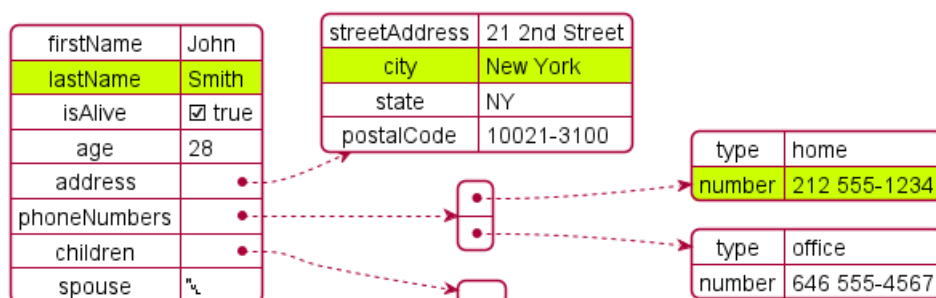 firstName John
lastName Smith
isAlive ☑ true
age 28
address
phoneNumbers
children
spouse ␀
streetAddress 21 2nd Street
city New York
state NY
postalCode 10021-3100
type home
number 212 555-1234
type office
number 646 555-4567